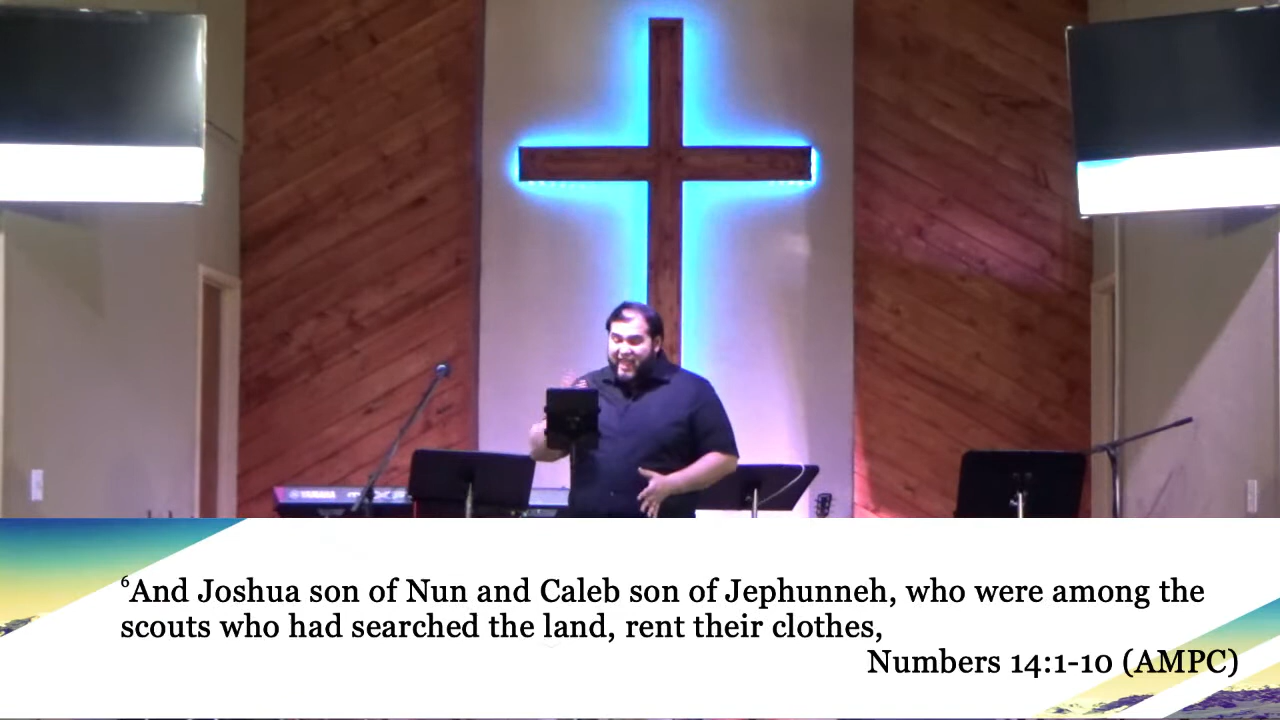 YAMAHA
⁶And Joshua son of Nun and Caleb son of Jephunneh, who were among the
scouts who had searched the land, rent their clothes,
Numbers 14:1-10 (AMPC)